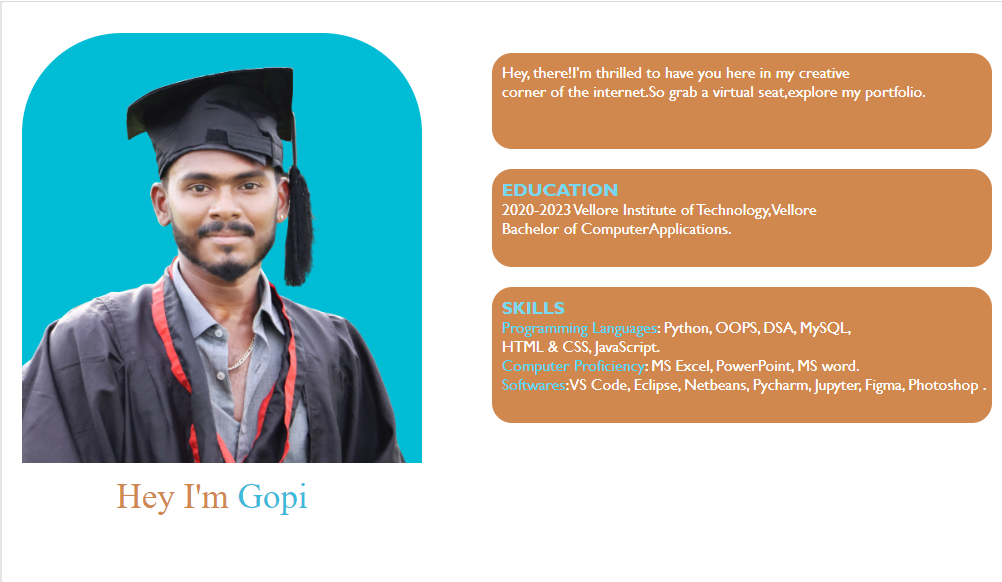 Hey, there!I'm thrilled to have you here in my creative
corner of the internet.So grab a virtual seat,explore my portfolio.
EDUCATION
2020-2023 Vellore Institute of Technology,Vellore
Bachelor of ComputerApplications.
SKILLS
Programming Languages: Python, OOPS, DSA, MySQL,
HTML & CSS, JavaScript.
Computer Proficiency: MS Excel, PowerPoint, MS word.
Softwares:VS Code, Eclipse, Netbeans, Pycharm, Jupyter, Figma, Photoshop .
Hey I'm Gopi